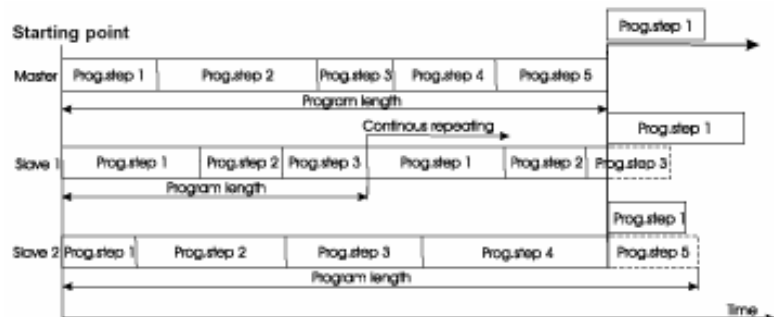 Prog.step 1
Starting point
Master Prog.step 1 Prog.step 2 Prog.step 3 Prog.step 4 Prog.step 5
Program length
Continous repeating
Prog.step 1
Slave 1 Prog.step 1 Prog.step 2 Prog.step 3 Prog.step 1 Prog.step 2 Prog.step 3
Program length
Prog.step 1
Slave 2 Prog.step 1 Prog.step 2 Prog.step 3 Prog.step 4 Prog.step 5
Program length
Time